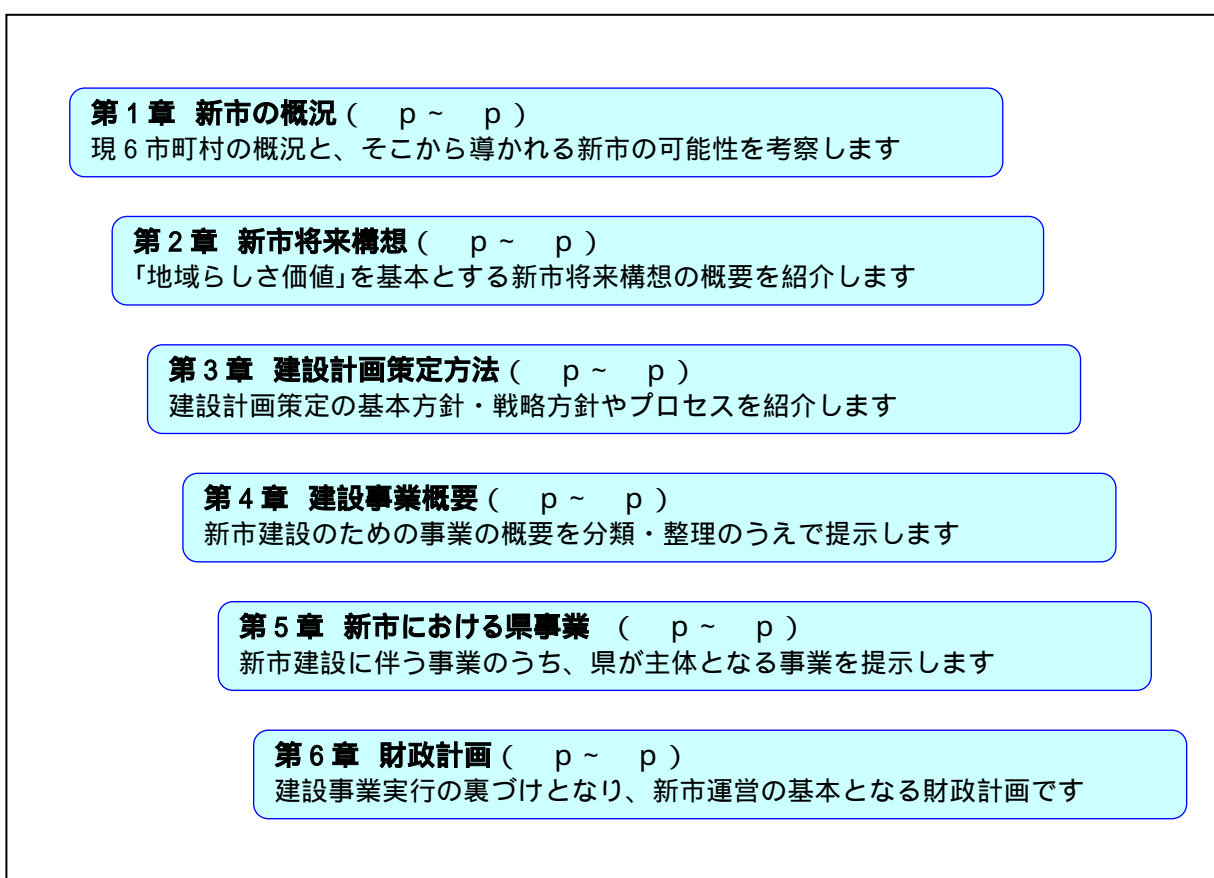 第1章 新市の概況(　p~　p)
現6市町村の概況と、そこから導かれる新市の可能性を考察します
第2章 新市将来構想(　p~　p)
「地域らしさ価値」を基本とする新市将来構想の概要を紹介します
第3章 建設計画策定方法(　p~　p)
建設計画策定の基本方針・戦略方針やプロセスを紹介します
第4章 建設事業概要(　p~　p)
新市建設のための事業の概要を分類・整理のうえで提示します
第5章 新市における県事業 (　p~　p)
新市建設に伴う事業のうち、県が主体となる事業を提示します
第6章 財政計画(　p~　p)
建設事業実行の裏づけとなり、新市運営の基本となる財政計画です